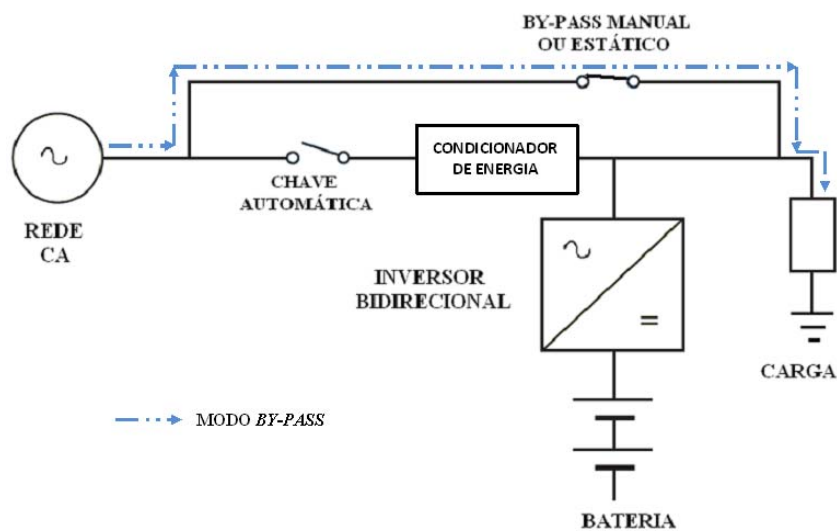 BY-PASS MANUAL
OU ESTÁTICO
CONDICIONADOR
DE ENERGIA
CHAVE
AUTOMÁTICA
REDE
CA
INVERSOR
BIDIRECIONAL
CARGA
MODO BY-PASS
BATERIA